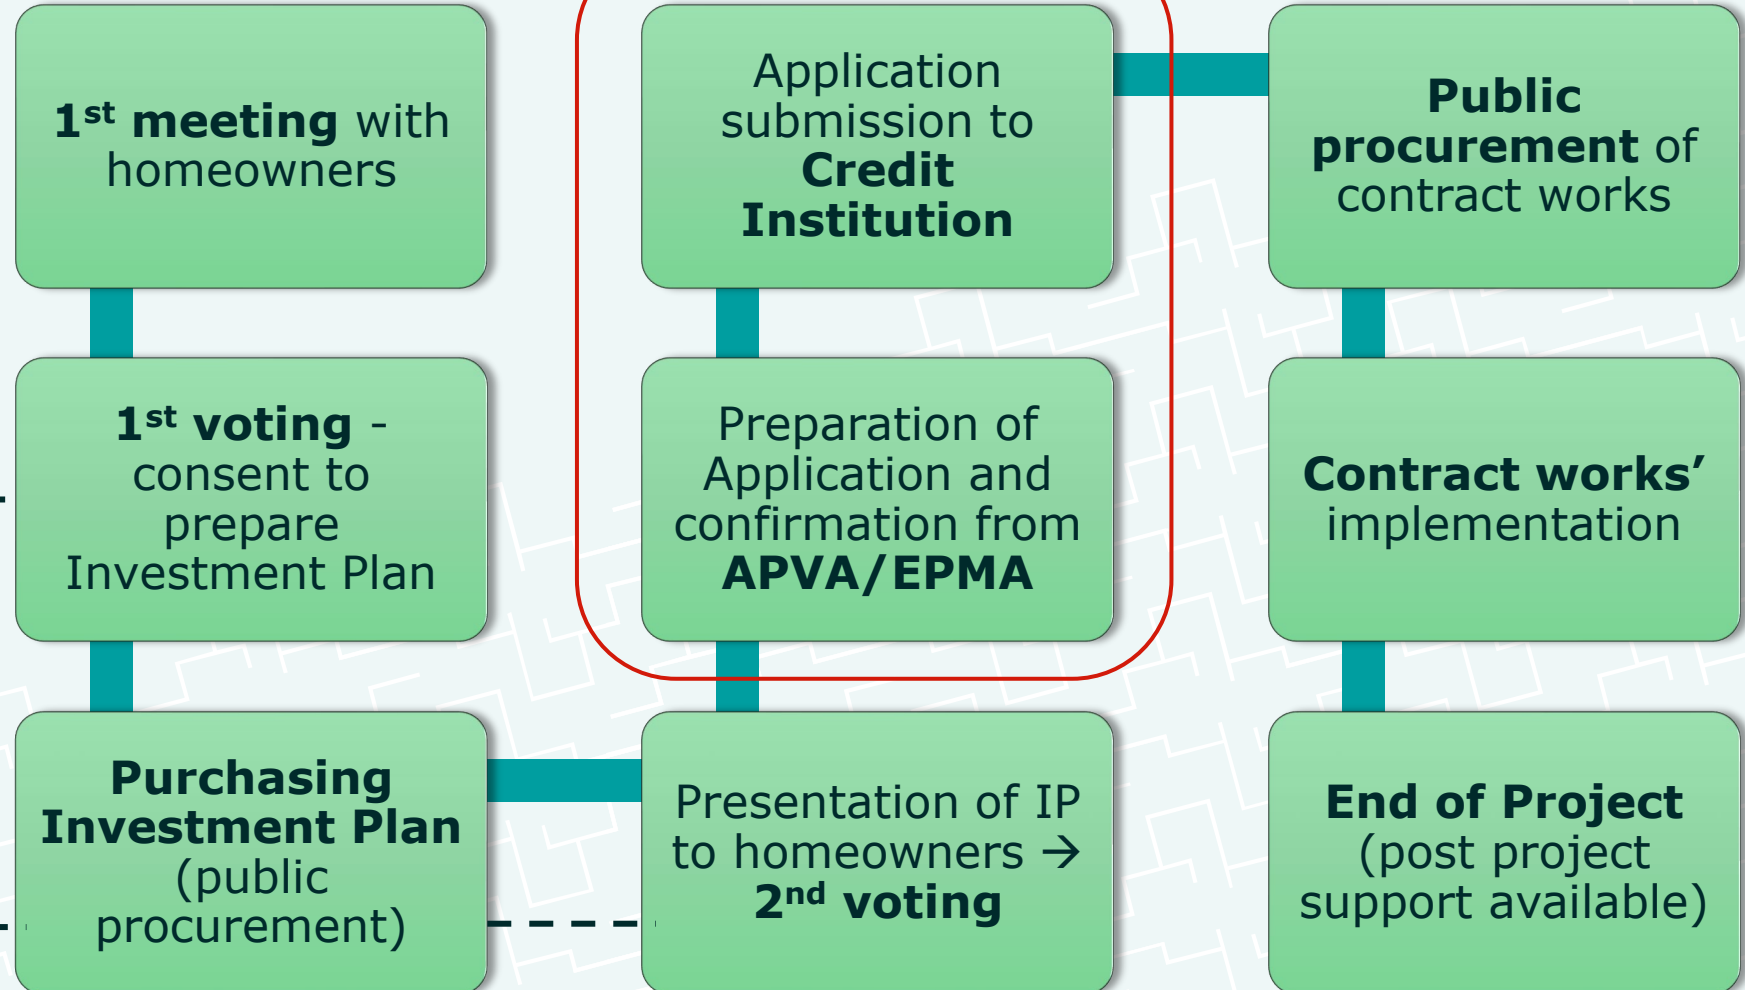 1st meeting with
homeowners
1st voting -
consent to
prepare
Investment Plan
Purchasing
Investment Plan
(public
procurement)
Presentation of IP
to homeowners →
2nd voting
Preparation of
Application and
confirmation from
APVA/EPMA
Application
submission to
Credit
Institution
Public
procurement of
contract works
Contract works’
implementation
End of Project
(post project
support available)